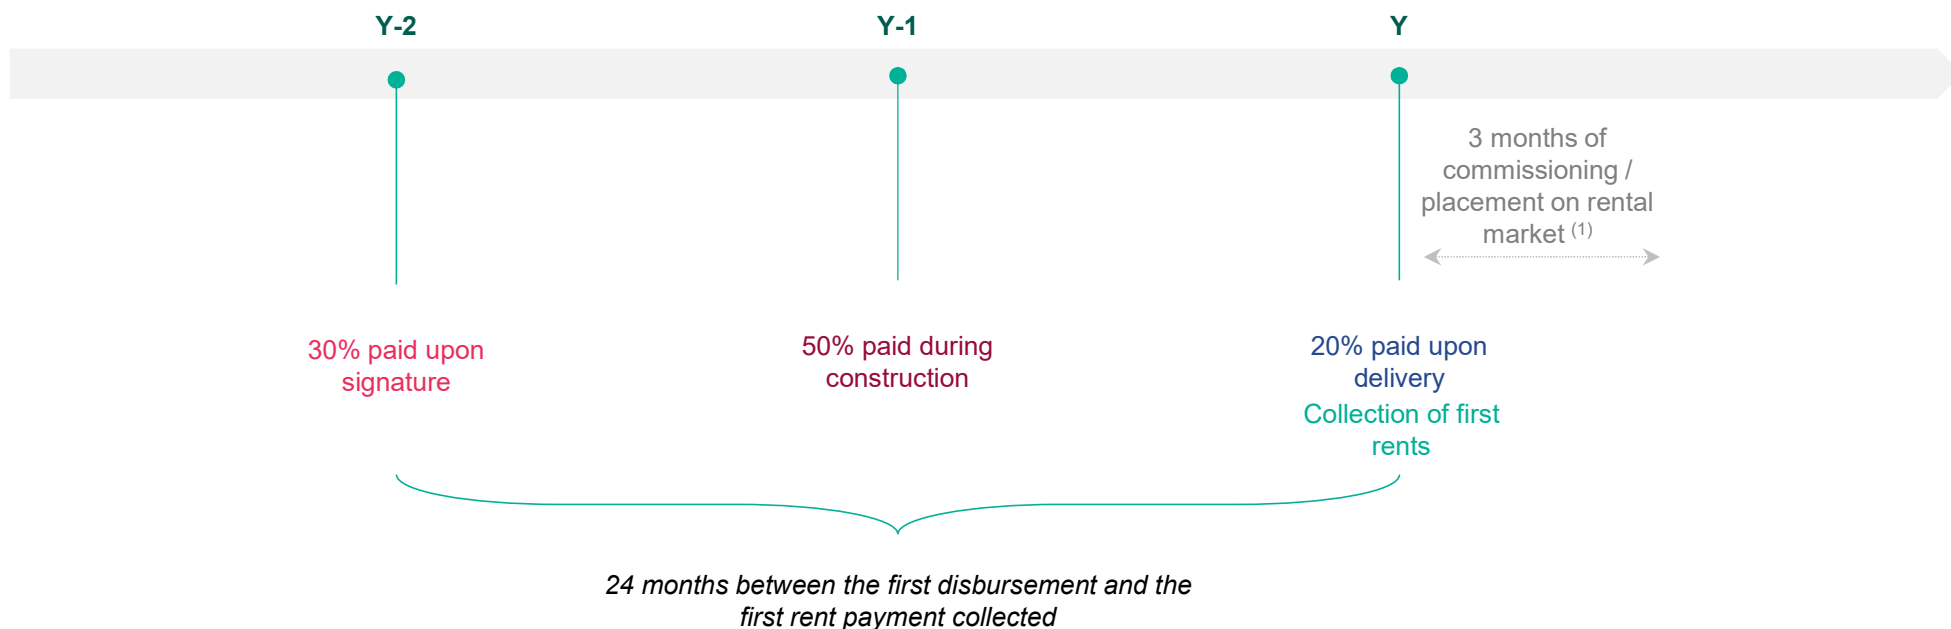 Y-2
Y-1
Y
3 months of
commissioning /
placement on rental
market (1)
30% paid upon
signature
50% paid during
construction
20% paid upon
delivery
Collection of first
rents
24 months between the first disbursement and the
first rent payment collected